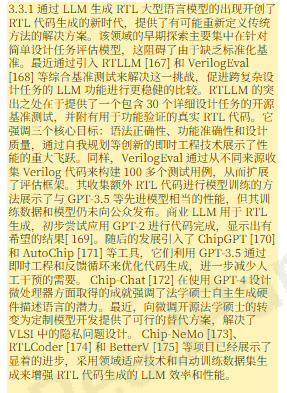 3.3.1 通过 LLM 生成 RTL 大型语言模型的出现开创了
RTL 代码生成的新时代，提供了有可能重新定义传统
方法的解决方案。该领域的早期探索主要集中在针对
简单设计任务评估模型，这阻碍了由于缺乏标准化基
准。最近通过引入 RTLLM [167] 和 VerilogEval
[168] 等综合基准测试来解决这一挑战，促进跨复杂设
计任务的 LLM 功能进行更稳健的比较。RTLLM 的突
出之处在于提供了一个包含 30 个详细设计任务的开源
基准测试，并附有用于功能验证的真实 RTL 代码。它
强调三个核心目标：语法正确性、功能准确性和设计
质量，通过自我规划等创新的即时工程技术展示了性
能的重大飞跃。同样，VerilogEval 通过从不同来源收
集 Verilog 代码来构建 100 多个测试用例，从而扩展
了评估框架。其收集额外 RTL 代码进行模型训练的方
法展示了与 GPT-3.5 等先进模型相当的性能，但其训
练数据和模型仍未向公众发布。商业 LLM 用于 RTL
生成，初步尝试应用 GPT-2 进行代码完成，显示出有
希望的结果[169]。随后的发展引入了 ChipGPT [170]
和 AutoChip [171] 等工具，它们利用 GPT-3.5 通过
即时工程和反馈循环来优化代码生成，进一步减少人
工干预的需要。 Chip-Chat [172] 在使用 GPT-4 设计
微处理器方面取得的成就强调了法学硕士自主生成硬
件描述语言的潜力。最近，向微调开源法学硕士的转
变为定制模型开发提供了可行的替代方案，解决了
VLSI 中的隐私问题设计。 Chip-NeMo [173]、
RTLCoder [174] 和 BetterV [175] 等项目已经展示了
显着的进步，采用领域适应技术和自动训练数据集生
成来增强 RTL 代码生成的 LLM 效率和性能。